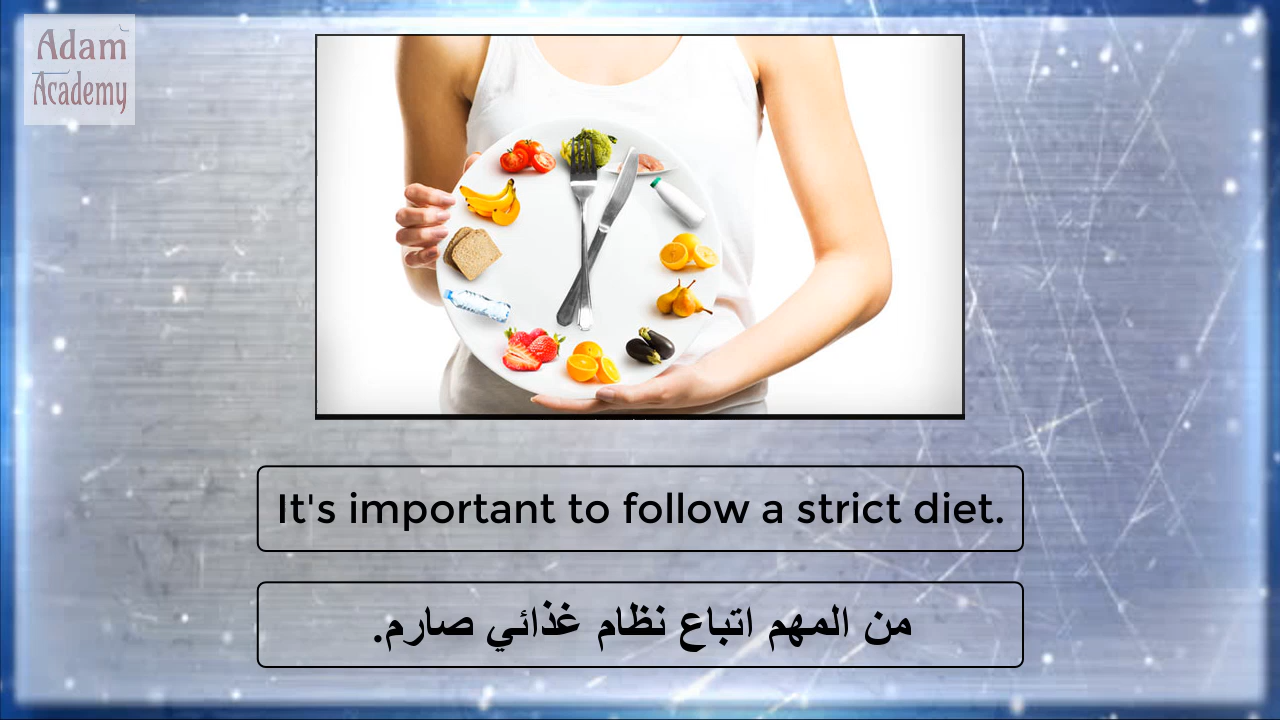 Adam
Academy
It's important to follow a strict diet.
من المهم اتباع نظام غذائي صارم.